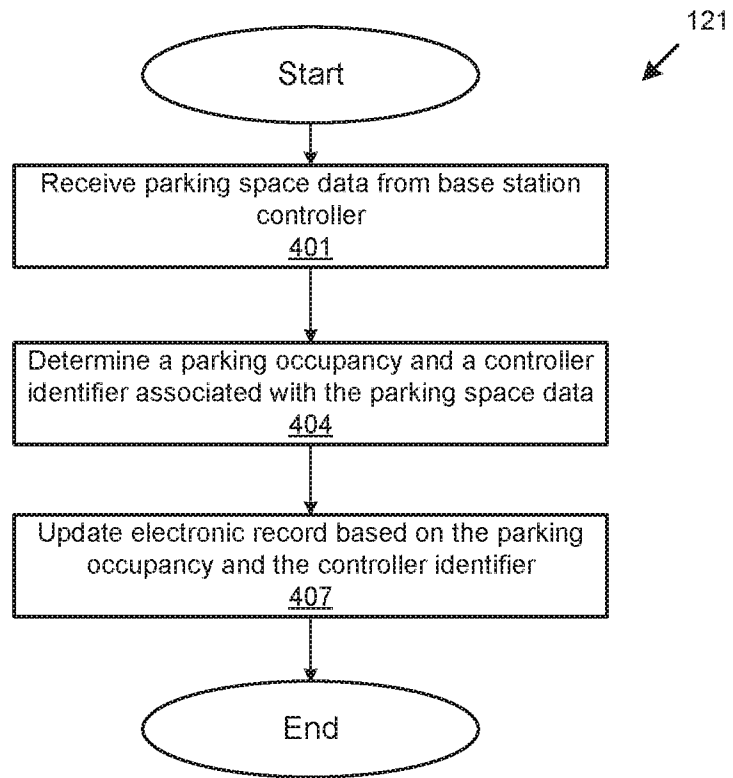 121
Start
Receive parking space data from base station
controller
401
Determine a parking occupancy and a controller
identifier associated with the parking space data
404
Update electronic record based on the parking
occupancy and the controller identifier
407
End